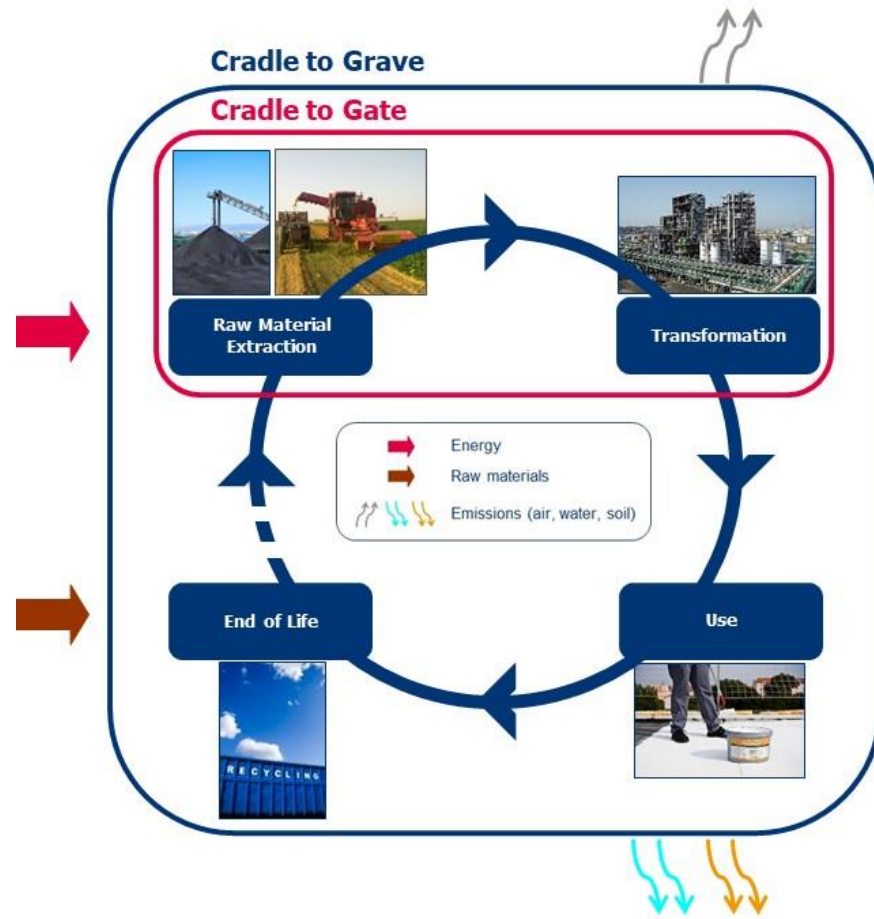 Cradle to Grave
Cradle to Gate
Raw Material
Extraction
Transformation
Energy
Raw materials
Emissions (air, water, soil)
End of Life
Use
RECYCLING